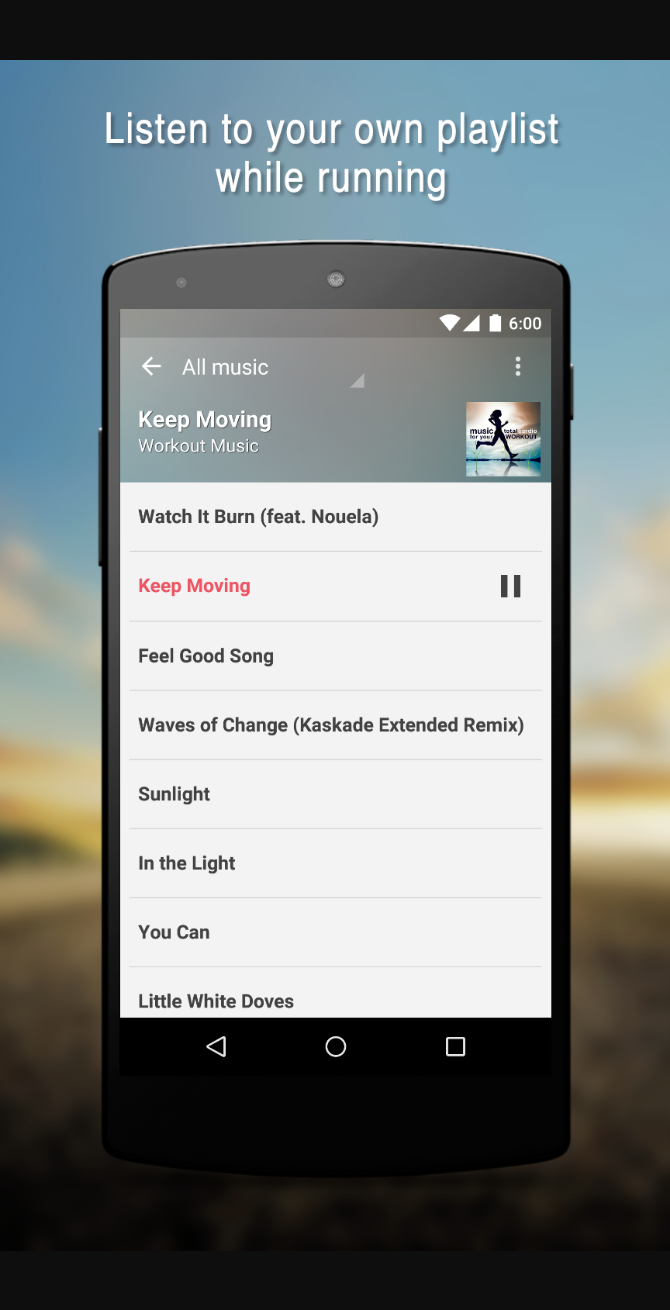 Listen to your own playlist
while running
6:00
All music
Keep Moving
Workout Music
music total cardio
for your WORKOUT
Watch It Burn (feat. Nouela)
Keep Moving
Feel Good Song
Waves of Change (Kaskade Extended Remix)
Sunlight
In the Light
You Can
Little White Doves